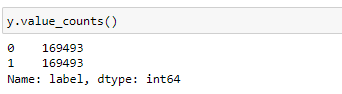 y.value_counts()
0    169493
1    169493
Name: label, dtype: int64